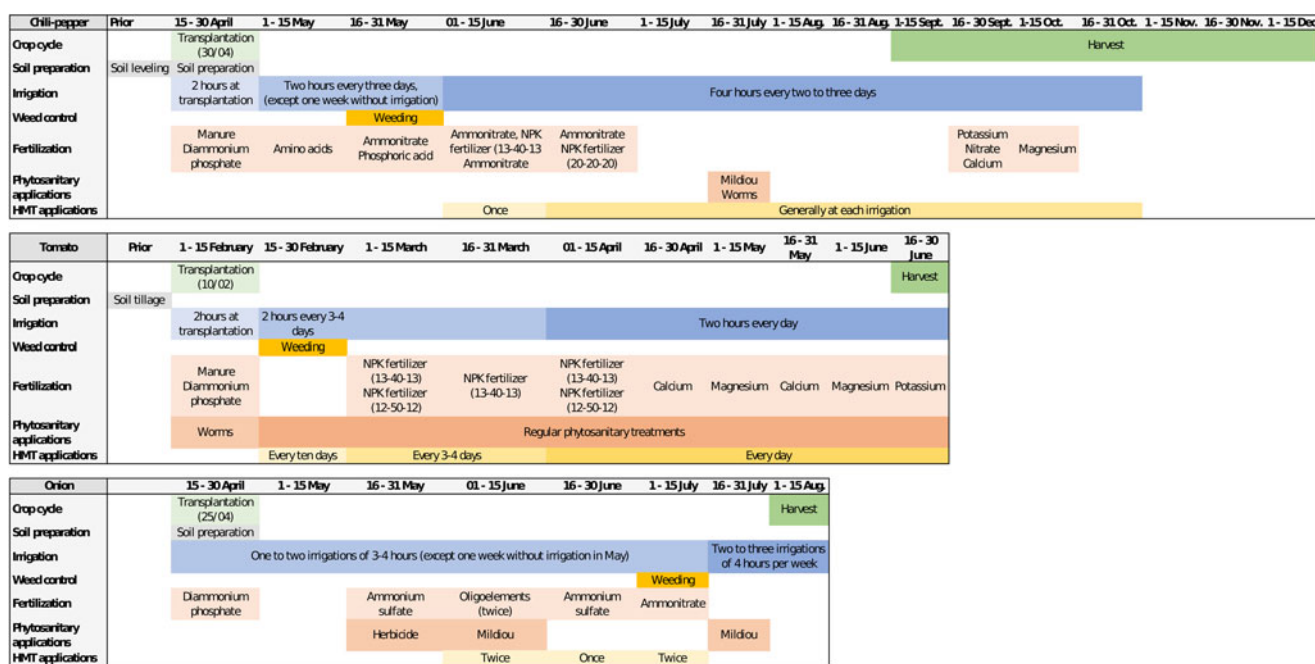 Chili-pepper Prior 15 - 30 April 1 - 15 May 16 - 31 May 01 - 15 June 16 - 30 June 1 - 15 July 16 - 31 July 1 - 15 Aug. 16 - 31 Aug. 1-15 Sept. 16 - 30 Sept. 1-15 Oct. 16 - 31 Oct. 1 - 15 Nov. 16 - 30 Nov. 1 - 15 Dec
Crop cycle Transplantation (30/04) Harvest
Soil preparation Soil leveling Soil preparation
Irrigation 2 hours at transplantation Two hours every three days, (except one week without irrigation) Four hours every two to three days
Weed control Weeding
Fertilization Manure Diammonium phosphate Amino acids Ammonitrate Phosphoric acid Ammonitrate, NPK fertilizer (13-40-13 Ammonitrate Ammonitrate NPK fertilizer (20-20-20) Potassium Nitrate Calcium Magnesium
Phytosanitary applications Mildiou Worms
HMT applications Once Generally at each irrigation
Tomato Prior 1 - 15 February 15 - 30 February 1 - 15 March 16 - 31 March 01 - 15 April 16 - 30 April 1 - 15 May 16 - 31 May 1 - 15 June 16 - 30 June
Crop cycle Transplantation (10/02) Harvest
Soil preparation Soil tillage
Irrigation 2hours at transplantation 2 hours every 3-4 days Two hours every day
Weed control Weeding
Fertilization Manure Diammonium phosphate NPK fertilizer (13-40-13) NPK fertilizer (12-50-12) NPK fertilizer (13-40-13) NPK fertilizer (13-40-13) NPK fertilizer (12-50-12) Calcium Magnesium Calcium Magnesium Potassium
Phytosanitary applications Worms Regular phytosanitary treatments
HMT applications Every ten days Every 3-4 days Every day
Onion 15 - 30 April 1 - 15 May 16 - 31 May 01 - 15 June 16 - 30 June 1 - 15 July 16 - 31 July 1 - 15 Aug.
Crop cycle Transplantation (25/04) Harvest
Soil preparation Soil preparation
Irrigation One to two irrigations of 3-4 hours (except one week without irrigation in May) Two to three irrigations of 4 hours per week
Weed control Weeding
Fertilization Diammonium phosphate Ammonium sulfate Oligoelements (twice) Ammonium sulfate Ammonitrate
Phytosanitary applications Herbicide Mildiou Mildiou
HMT applications Twice Once Twice